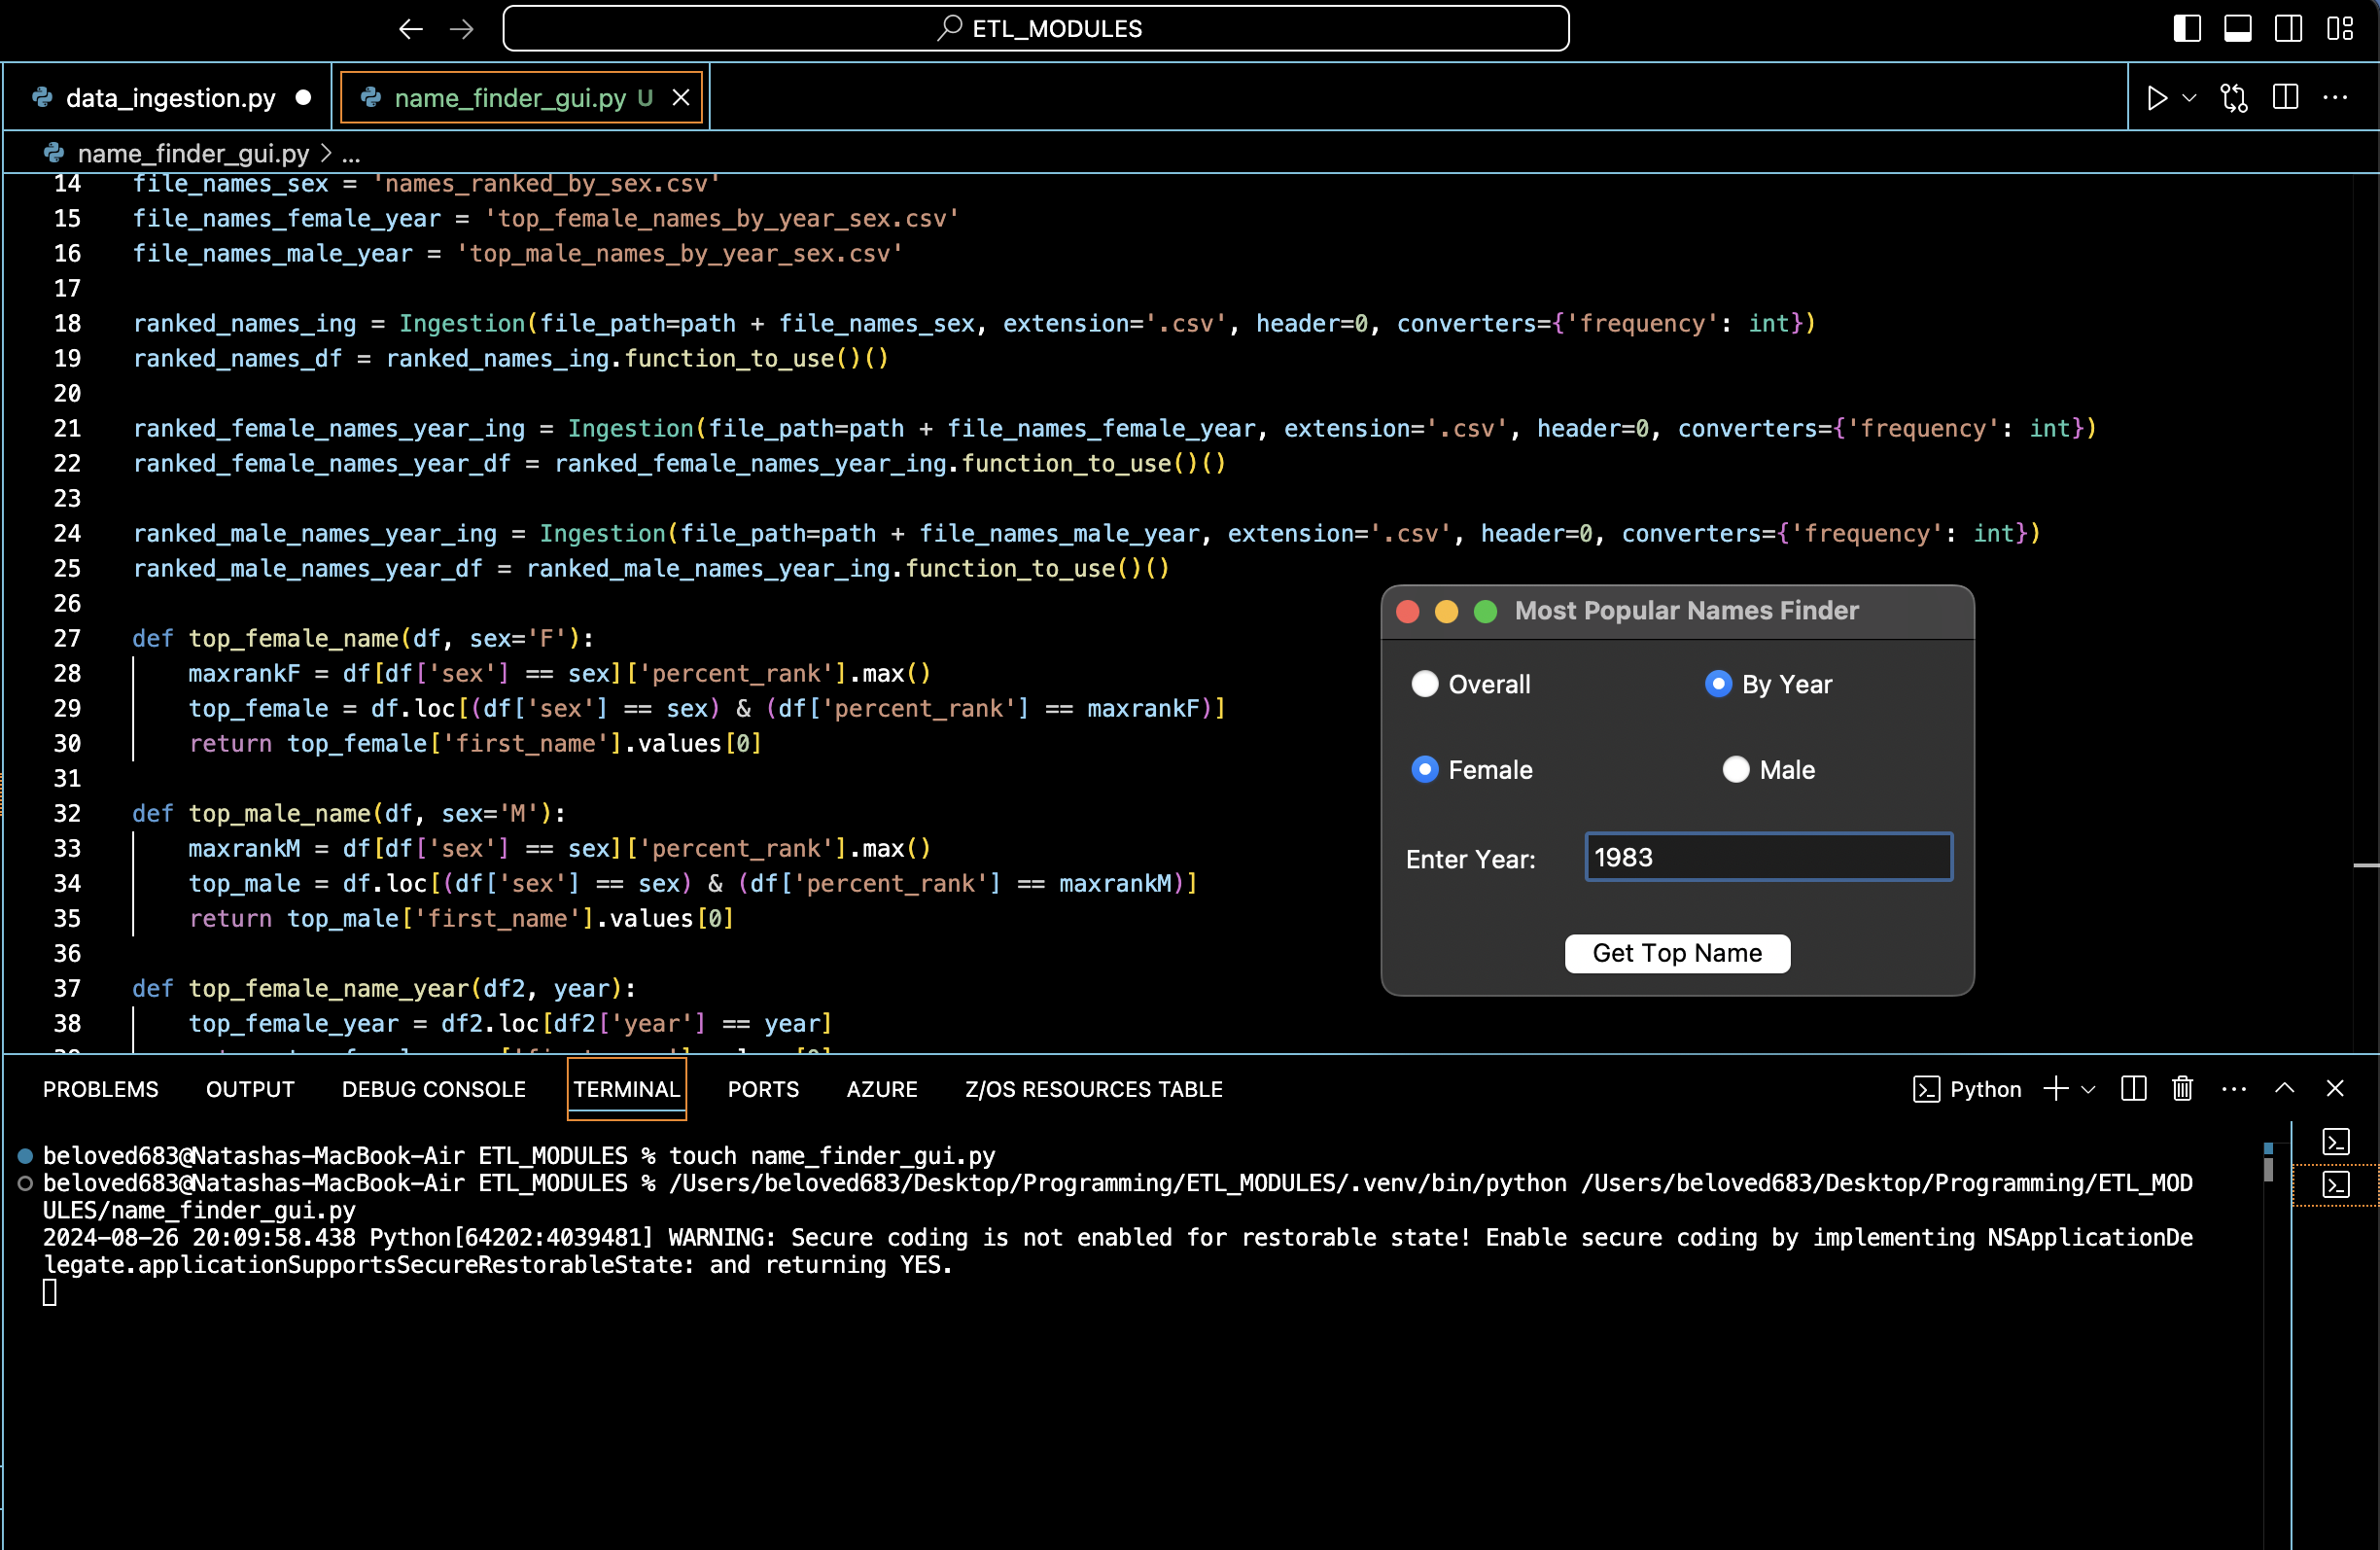 ETL_MODULES
data_ingestion.py
name_finder_gui.py U
name_finder_gui.py > ...
14 file_names_sex = 'names_ranked_by_sex.csv'
15 file_names_female_year = 'top_female_names_by_year_sex.csv'
16 file_names_male_year = 'top_male_names_by_year_sex.csv'
17
18 ranked_names_ing = Ingestion(file_path=path + file_names_sex, extension='.csv', header=0, converters={'frequency': int})
19 ranked_names_df = ranked_names_ing.function_to_use()()
20
21 ranked_female_names_year_ing = Ingestion(file_path=path + file_names_female_year, extension='.csv', header=0, converters={'frequency': int})
22 ranked_female_names_year_df = ranked_female_names_year_ing.function_to_use()()
23
24 ranked_male_names_year_ing = Ingestion(file_path=path + file_names_male_year, extension='.csv', header=0, converters={'frequency': int})
25 ranked_male_names_year_df = ranked_male_names_year_ing.function_to_use()()
26
27 def top_female_name(df, sex='F'):
28 maxrankF = df[df['sex'] == sex]['percent_rank'].max()
29 top_female = df.loc[(df['sex'] == sex) & (df['percent_rank'] == maxrankF)]
30 return top_female['first_name'].values[0]
31
32 def top_male_name(df, sex='M'):
33 maxrankM = df[df['sex'] == sex]['percent_rank'].max()
34 top_male = df.loc[(df['sex'] == sex) & (df['percent_rank'] == maxrankM)]
35 return top_male['first_name'].values[0]
36
37 def top_female_name_year(df2, year):
38 top_female_year = df2.loc[df2['year'] == year]
Most Popular Names Finder
Overall By Year
Female Male
Enter Year: 1983
Get Top Name
PROBLEMS OUTPUT DEBUG CONSOLE TERMINAL PORTS AZURE Z/OS RESOURCES TABLE Python
beloved683@Natashas-MacBook-Air ETL_MODULES % touch name_finder_gui.py
beloved683@Natashas-MacBook-Air ETL_MODULES % /Users/beloved683/Desktop/Programming/ETL_MODULES/.venv/bin/python /Users/beloved683/Desktop/Programming/ETL_MOD
ULES/name_finder_gui.py
2024-08-26 20:09:58.438 Python[64202:4039481] WARNING: Secure coding is not enabled for restorable state! Enable secure coding by implementing NSApplicationDe
legate.applicationSupportsSecureRestorableState: and returning YES.